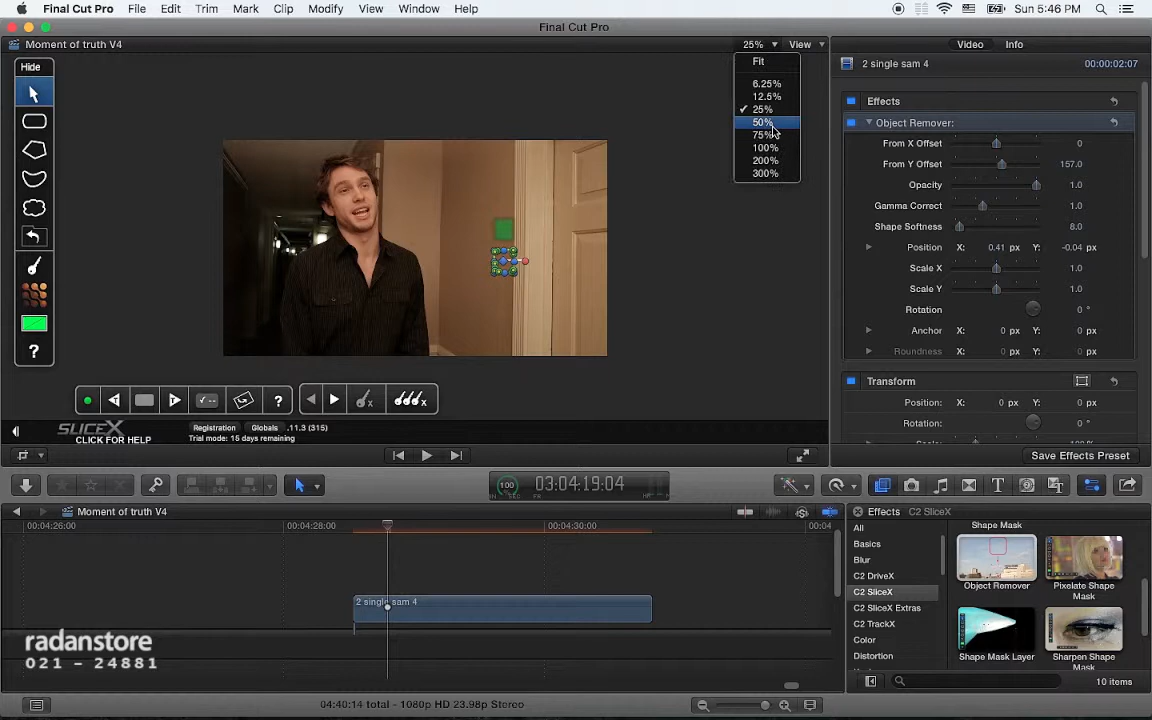 Final Cut Pro File Edit Trim Mark Clip Modify View Window Help Sun 5:46 PM
Final Cut Pro
Moment of truth V4 25% View Video Info
Hide
Fit
6.25%
12.5%
✓ 25%
50%
75%
100%
200%
300%
2 single sam 4 00:00:02:07
Effects
Object Remover:
From X Offset 0
From Y Offset 157.0
Opacity 1.0
Gamma Correct 1.0
Shape Softness 8.0
Position X: 0.41 px Y: -0.04 px
Scale X 1.0
Scale Y 1.0
Rotation 0 °
Anchor X: 0 px Y: 0 px
Roundness X: 0 px Y: 0 px
Transform
Position: X: 0 px Y: 0 px
Rotation: 0 °
Save Effects Preset
?
?
SLICEX
CLICK FOR HELP
Registration Globals .11.3 (315)
Trial mode: 15 days remaining
100 03:04:19:04
Moment of truth V4
00:04:26:00 00:04:28:00 00:04:30:00 00:04
2 single sam 4
Effects C2 SliceX
All
Basics
Blur
C2 DriveX
C2 SliceX
C2 SliceX Extras
C2 TrackX
Color
Distortion
Shape Mask
Object Remover
Pixelate Shape
Mask
Shape Mask Layer
Sharpen Shape
Mask
10 items
radanstore
021 - 24881
04:40:14 total - 1080p HD 23.98p Stereo